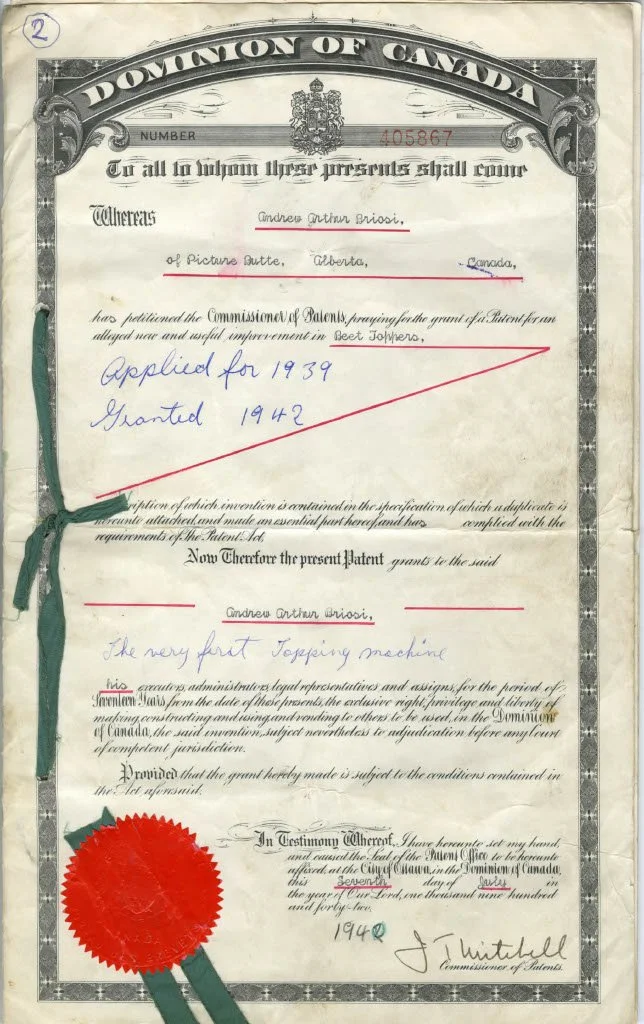 2
DOMINION OF CANADA
NUMBER 405867
To all to whom these presents shall come
Whereas Andrew Arthur Briosi,
of Picture Butte, Alberta, Canada,
has petitioned the Commissioner of Patents, praying for the grant of a Patent for an
alleged new and useful improvement in Beet Toppers,
Applied for 1939
Granted 1942
ription of which invention is contained in the specification of which a duplicate is
hereunto attached, and made an essential part hereof, and has complied with the
requirements of The Patent Act,
Now Therefore the present Patent grants to the said
Andrew Arthur Briosi,
The very first Topping machine
his executors, administrators, legal representatives and assigns, for the period of
Seventeen Years, from the date of these presents, the exclusive right, privilege and liberty of
making constructing and using, and vending to others to be used, in the Dominion
of Canada, the said invention, subject nevertheless to adjudication before any Court
of competent jurisdiction.
Provided that the grant hereby made is subject to the conditions contained in
the Act aforesaid.
In Testimony Whereof, I have hereunto set my hand,
and caused the Seal of the Patent Office to be hereunto
affixed, at the City of Ottawa, in the Dominion of Canada,
this Seventh day of July in
the year of Our Lord, one thousand nine hundred
and forty-two.
1942
J T Mitchell
Commissioner of Patents.